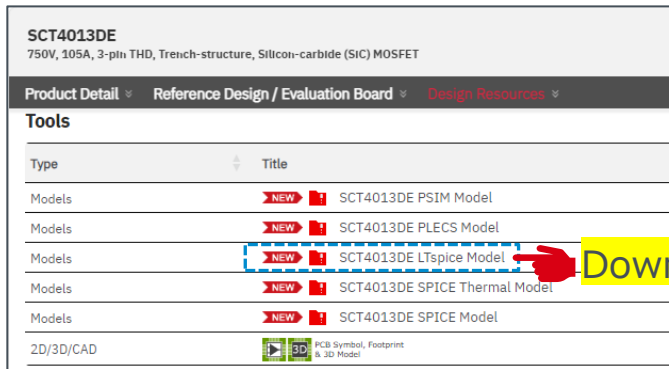 SCT4013DE
750V, 105A, 3-pin THD, Trench-structure, Silicon-carbide (SiC) MOSFET
Product Detail Reference Design / Evaluation Board Design Resources
Tools
Type Title
Models NEW SCT4013DE PSIM Model
Models NEW SCT4013DE PLECS Model
Models NEW SCT4013DE LTspice Model Down
Models NEW SCT4013DE SPICE Thermal Model
Models NEW SCT4013DE SPICE Model
2D/3D/CAD 3D PCB Symbol, Footprint
& 3D Model